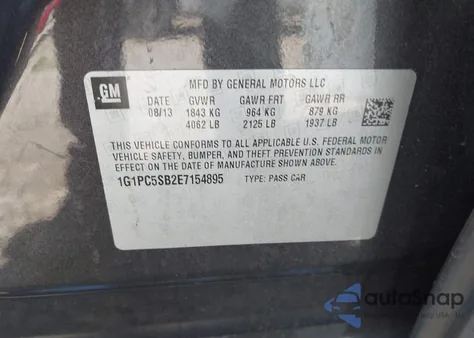 MFD BY GENERAL MOTORS LLC
GM
DATE GVWR GAWR FRT GAWR RR
08/13 1843 KG 964 KG 879 KG
4062 LB 2125 LB 1937 LB
THIS VEHICLE CONFORMS TO ALL APPLICABLE U.S. FEDERAL MOTOR
VEHICLE SAFETY, BUMPER, AND THEFT PREVENTION STANDARDS IN
EFFECT ON THE DATE OF MANUFACTURE SHOWN ABOVE.
1G1PC5SB2E7154895 TYPE: PASS CAR
autoSnap